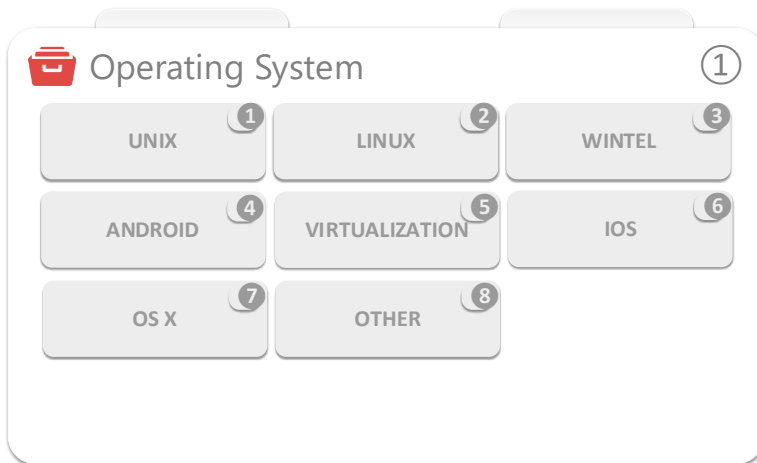 Operating System ①
UNIX 1
LINUX 2
WINTEL 3
ANDROID 4
VIRTUALIZATION 5
IOS 6
OS X 7
OTHER 8